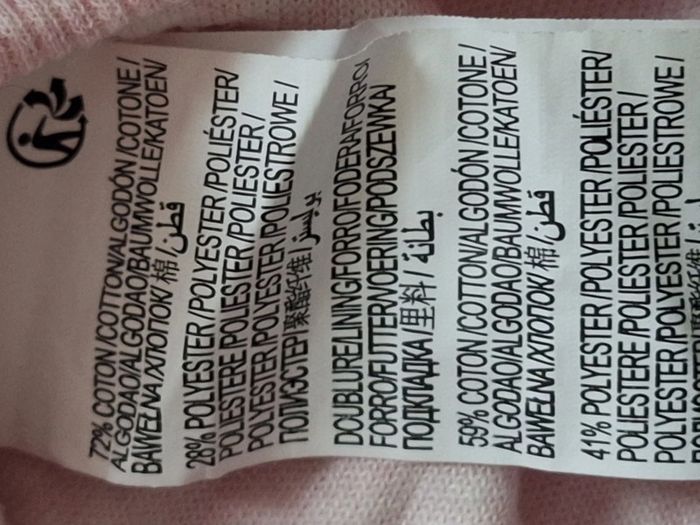 72% COTON/COTTON/ALGODÓN/COTONE/
ALGODAO/ALGODAO/BAUMWOLLE/KATOEN/
BAWEŁNA/ХЛОПОК/棉/قطن
28% POLYESTER/POLYESTER/POLIÉSTER/
POLIESTERE/POLIESTER/POLIESTER/
POLYESTER/POLYESTER/POLIESTROWE/
ПОЛИЭСТЕР/聚酯纤维/بوليستر
DOUBLURE/LINING/FORRO/FODERA/FORRO/
FORRO/FUTTER/VOERING/PODSZEWKA/
ПОДКЛАДКА/里料/بطانة
59% COTON/COTTON/ALGODÓN/COTONE/
ALGODAO/ALGODAO/BAUMWOLLE/KATOEN/
BAWEŁNA/ХЛОПОК/棉/قطن
41% POLYESTER/POLYESTER/POLIÉSTER/
POLIESTERE/POLIESTER/POLIESTER/
POLYESTER/POLYESTER/POLIESTROWE/